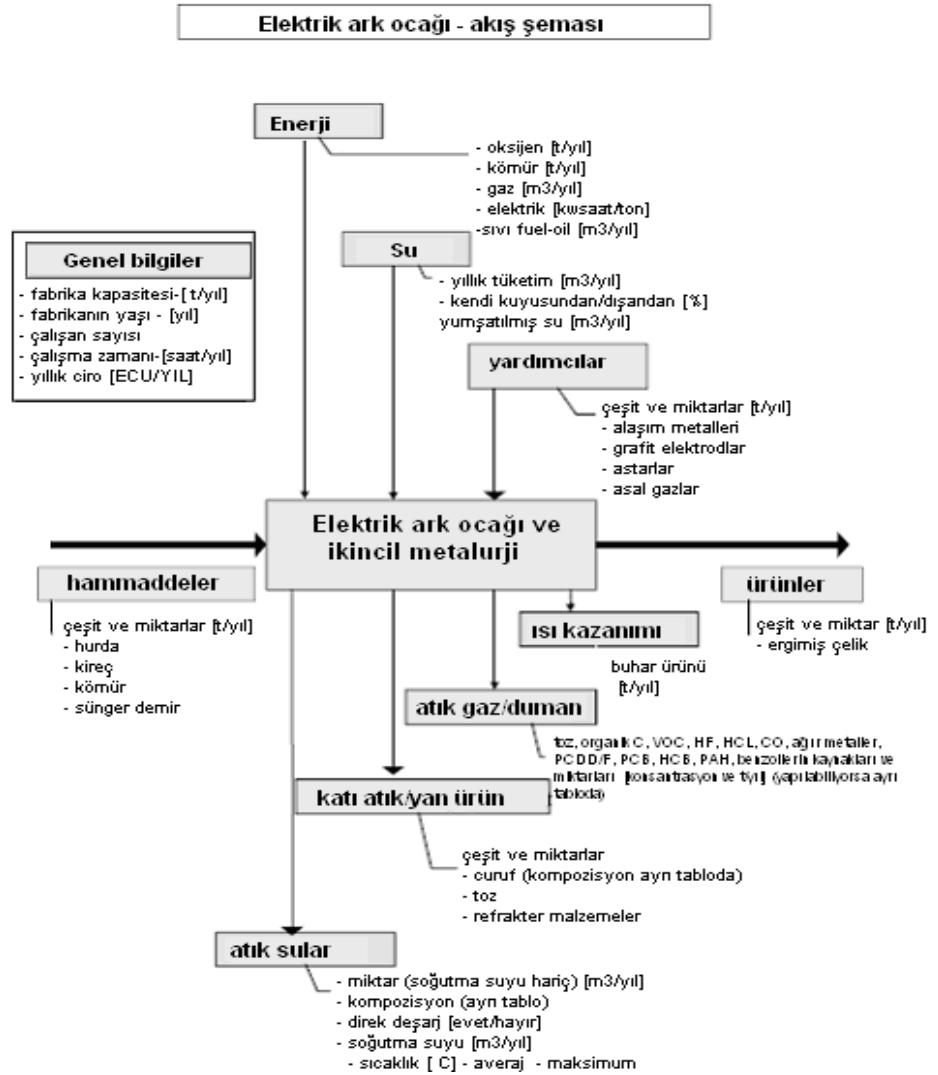 Elektrik ark ocağı - akış şeması
Enerji
- oksijen [t/yıl]
- kömür [t/yıl]
- gaz [m3/yıl]
- elektrik [kwsaat/ton]
-sıvı fuel-oil [m3/yıl]
Genel bilgiler
- fabrika kapasitesi-[ t/yıl]
- fabrikanın yaşı - [yıl]
- çalışan sayısı
- çalışma zamanı-[saat/yıl]
- yıllık ciro [ECU/YIL]
Su
- yıllık tüketim [m3/yıl]
- kendi kuyusundan/dışarıdan [%]
yumşatılmış su [m3/yıl]
yardımcılar
çeşit ve miktarlar [t/yıl]
- alaşım metalleri
- grafit elektrodlar
- astarlar
- asal gazlar
Elektrik ark ocağı ve
ikincil metalurji
hammaddeler
çeşit ve miktarlar [t/yıl]
- hurda
- kireç
- kömür
- sünger demir
ürünler
çeşit ve miktar [t/yıl]
- ergimiş çelik
ısı kazanımı
buhar ürünü
[t/yıl]
atık gaz/duman
toz, organik C, VOC, HF, HCL, CO, ağır metaller,
PCDD/F, PCB, HCB, PAH, benzollerin kaynakları ve
miktarları [konsantrasyon ve t/yıl] (yapılabiliyorsa ayrı
tabloda)
katı atık/yan ürün
çeşit ve miktarlar
- curuf (kompozisyon ayrı tabloda)
- toz
- refrakter malzemeler
atık sular
- miktar (soğutma suyu hariç) [m3/yıl]
- kompozisyon (ayrı tablo)
- direk deşarj [evet/hayır]
- soğutma suyu [m3/yıl]
- sıcaklık [ C] - averaj - maksimum